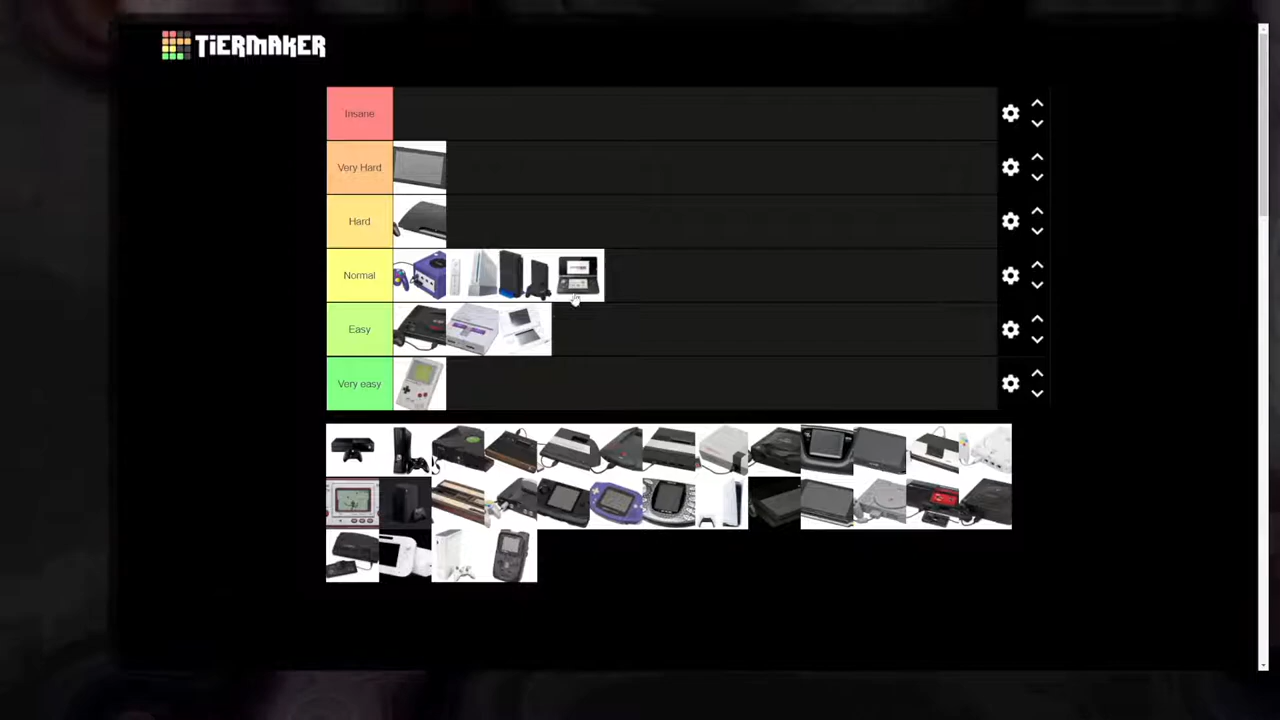 TiERMAKER
Insane
Very Hard
Hard
Normal
Easy
Very easy